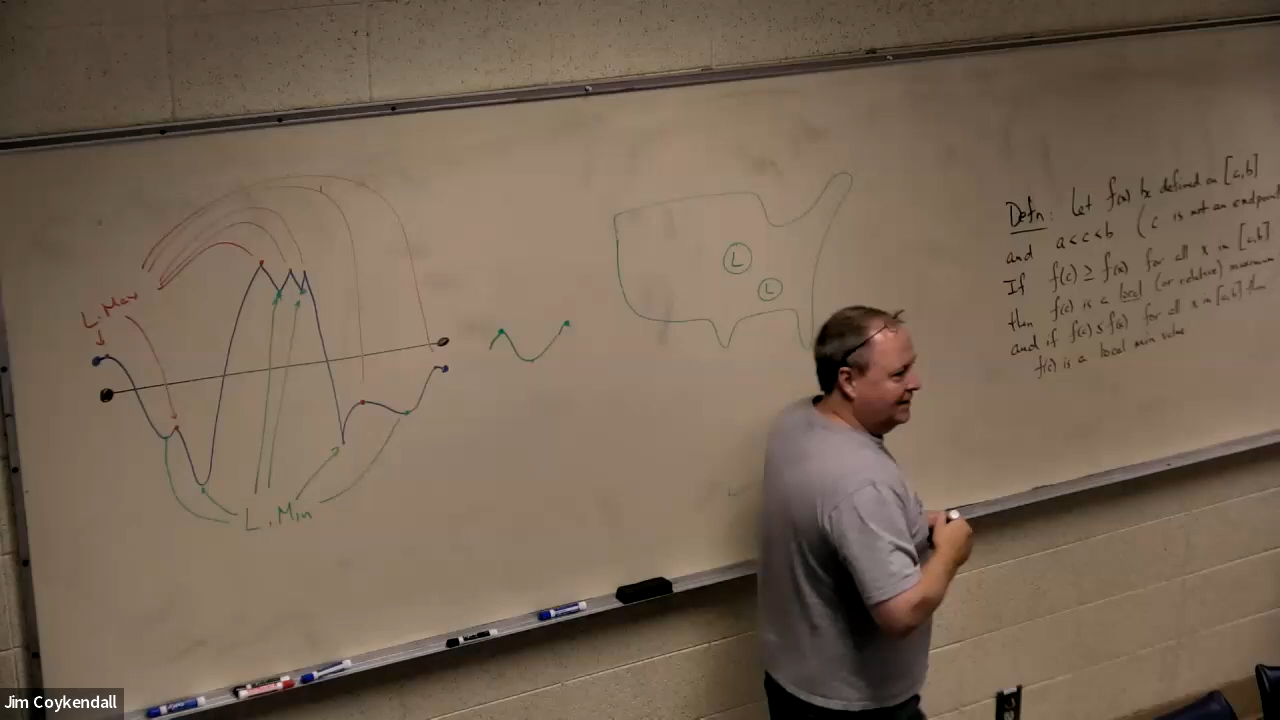 L. Max
L. Min
L
L
Defn: Let f(x) be defined on [a,b]
and a<c<b (c is not an endpoint
If f(c) ≥ f(x) for all x in [a,b]
then f(c) is a local (or relative) maximum
and if f(c) ≤ f(x) for all x in [a,b] then
f(c) is a local min value
Jim Coykendall